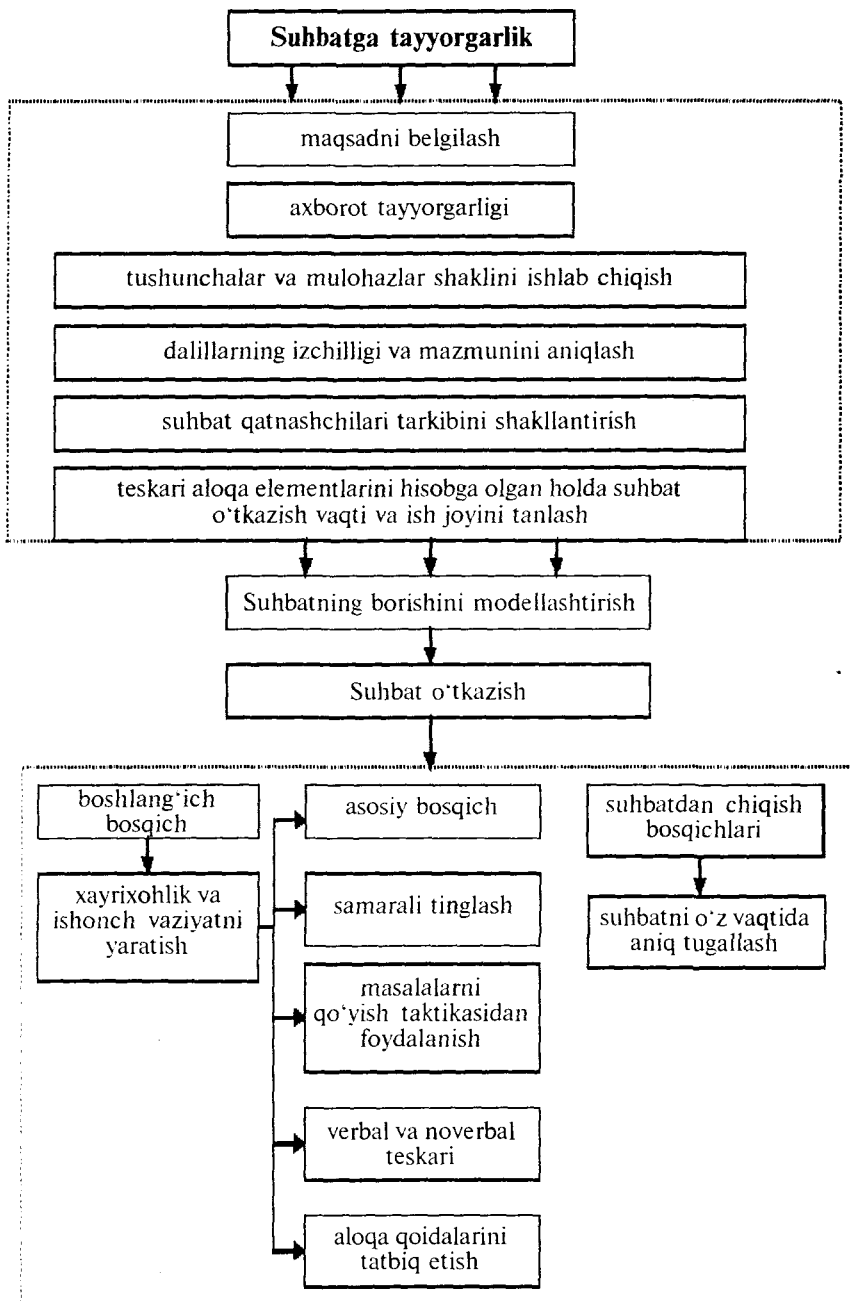 Suhbatga tayyorgarlik
maqsadni belgilash
axborot tayyorgarligi
tushunchalar va mulohazlar shaklini ishlab chiqish
dalillarning izchilligi va mazmunini aniqlash
suhbat qatnashchilari tarkibini shakllantirish
teskari aloqa elementlarini hisobga olgan holda suhbat
o‘tkazish vaqti va ish joyini tanlash
Suhbatning borishini modellashtirish
Suhbat o‘tkazish
boshlang‘ich
bosqich
xayrixohlik va
ishonch vaziyatni
yaratish
asosiy bosqich
samarali tinglash
masalalarni
qo‘yish taktikasidan
foydalanish
verbal va noverbal
teskari
aloqa qoidalarini
tatbiq etish
suhbatdan chiqish
bosqichlari
suhbatni o‘z vaqtida
aniq tugallash